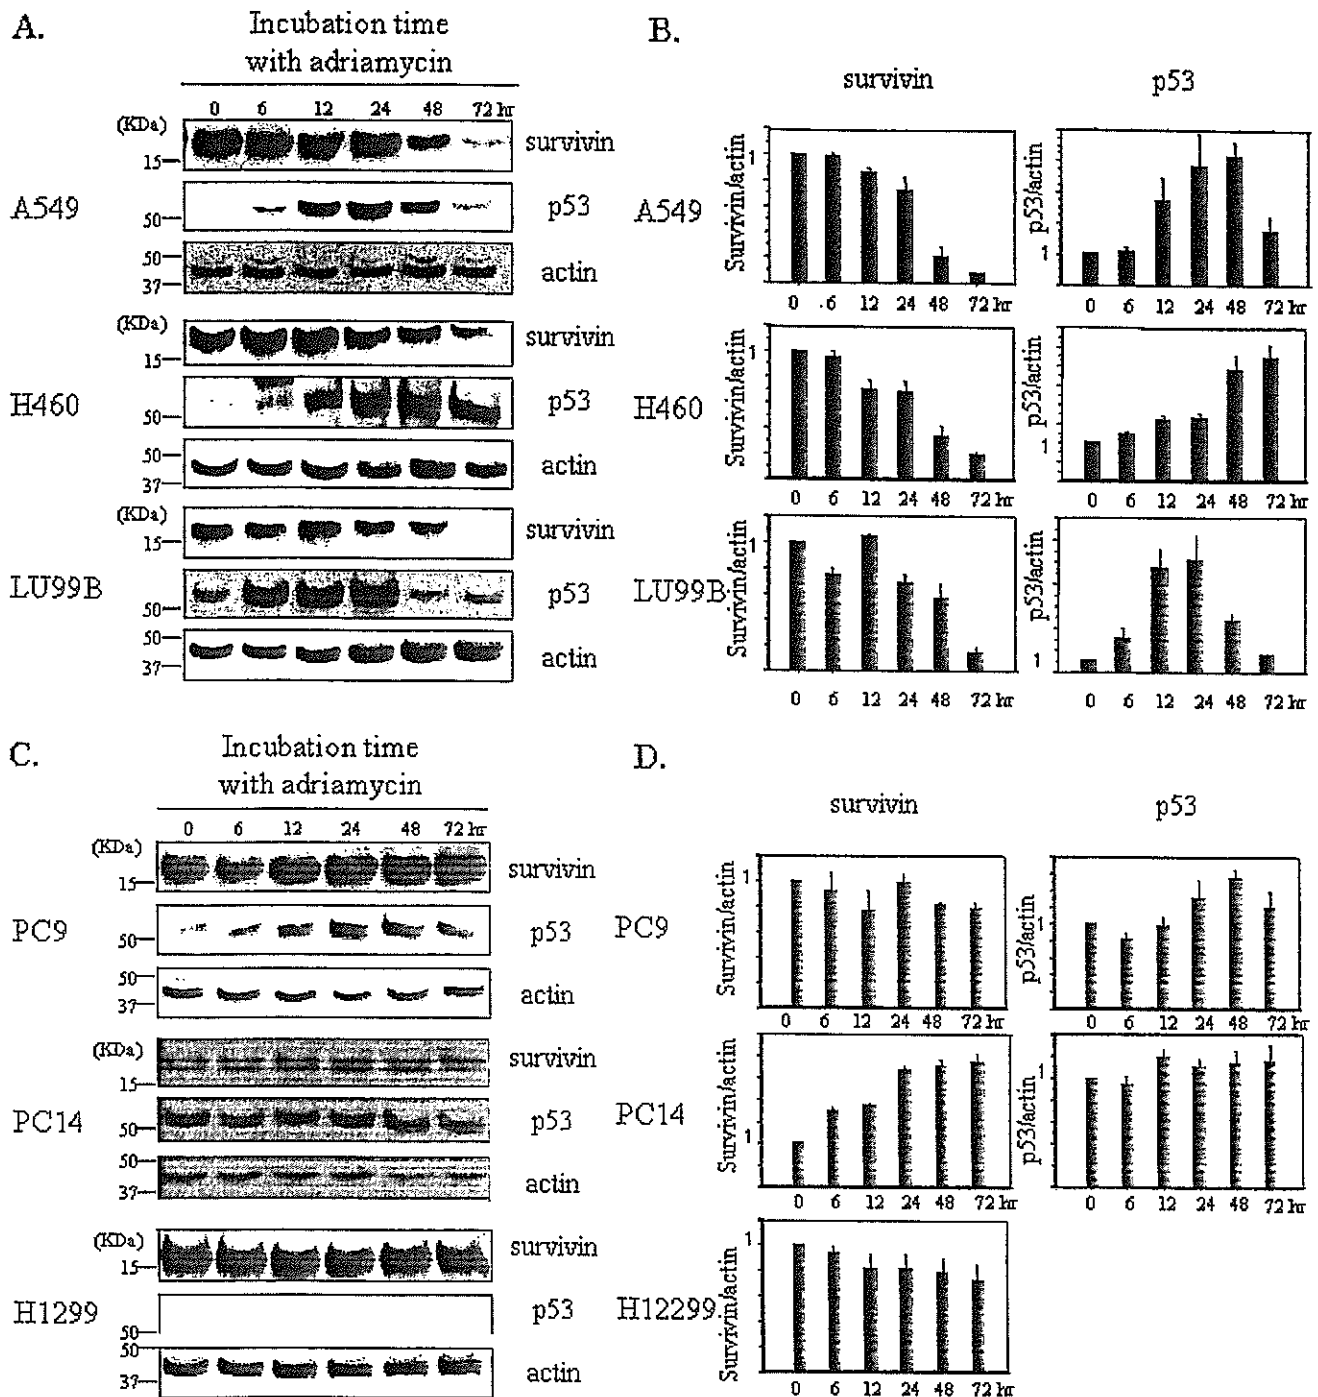 A.
Incubation time
with adriamycin
0 6 12 24 48 72 hr
(KDa)
15
survivin
A549
50
p53
50
37
actin
(KDa)
15
survivin
H460
50
p53
50
37
actin
(KDa)
15
survivin
LU99B
50
p53
50
37
actin
B.
survivin p53
A549
Survivin/actin
1
0 6 12 24 48 72 hr
p53/actin
1
0 6 12 24 48 72 hr
H460
Survivin/actin
1
0 6 12 24 48 72 hr
p53/actin
1
0 6 12 24 48 72 hr
LU99B
Survivin/actin
1
0 6 12 24 48 72 hr
p53/actin
1
0 6 12 24 48 72 hr
C.
Incubation time
with adriamycin
0 6 12 24 48 72 hr
(KDa)
15
survivin
PC9
50
p53
50
37
actin
(KDa)
15
survivin
PC14
50
p53
50
37
actin
(KDa)
15
survivin
H1299
50
p53
50
37
actin
D.
survivin p53
PC9
Survivin/actin
1
0 6 12 24 48 72 hr
p53/actin
1
0 6 12 24 48 72 hr
PC14
Survivin/actin
1
0 6 12 24 48 72 hr
p53/actin
1
0 6 12 24 48 72 hr
H12299
Survivin/actin
1
0 6 12 24 48 72 hr